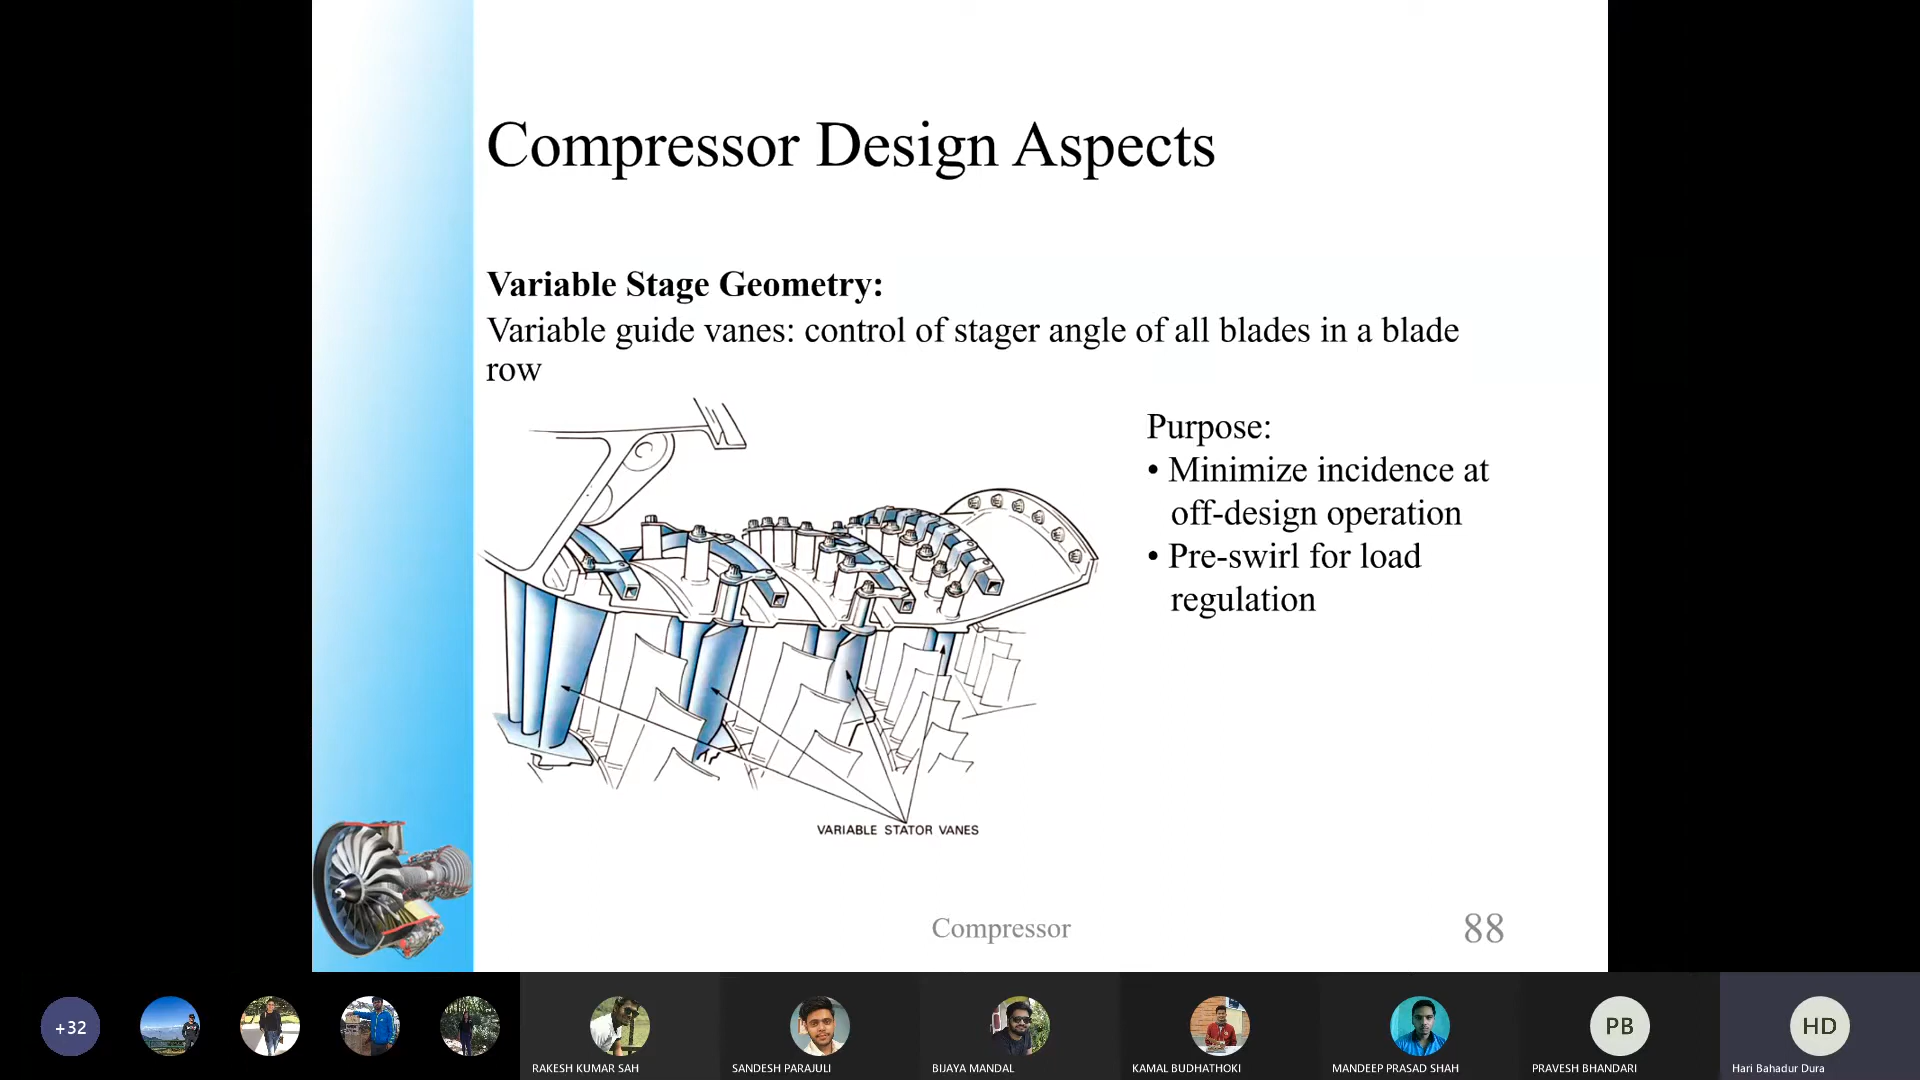 Compressor Design Aspects
Variable Stage Geometry:
Variable guide vanes: control of stager angle of all blades in a blade
row
Purpose:
• Minimize incidence at
off-design operation
• Pre-swirl for load
regulation
VARIABLE STATOR VANES
Compressor
88
+32
RAKESH KUMAR SAH
SANDESH PARAJULI
BIJAYA MANDAL
KAMAL BUDHATHOKI
MANDEEP PRASAD SHAH
PB
PRAVESH BHANDARI
HD
Hari Bahadur Dura